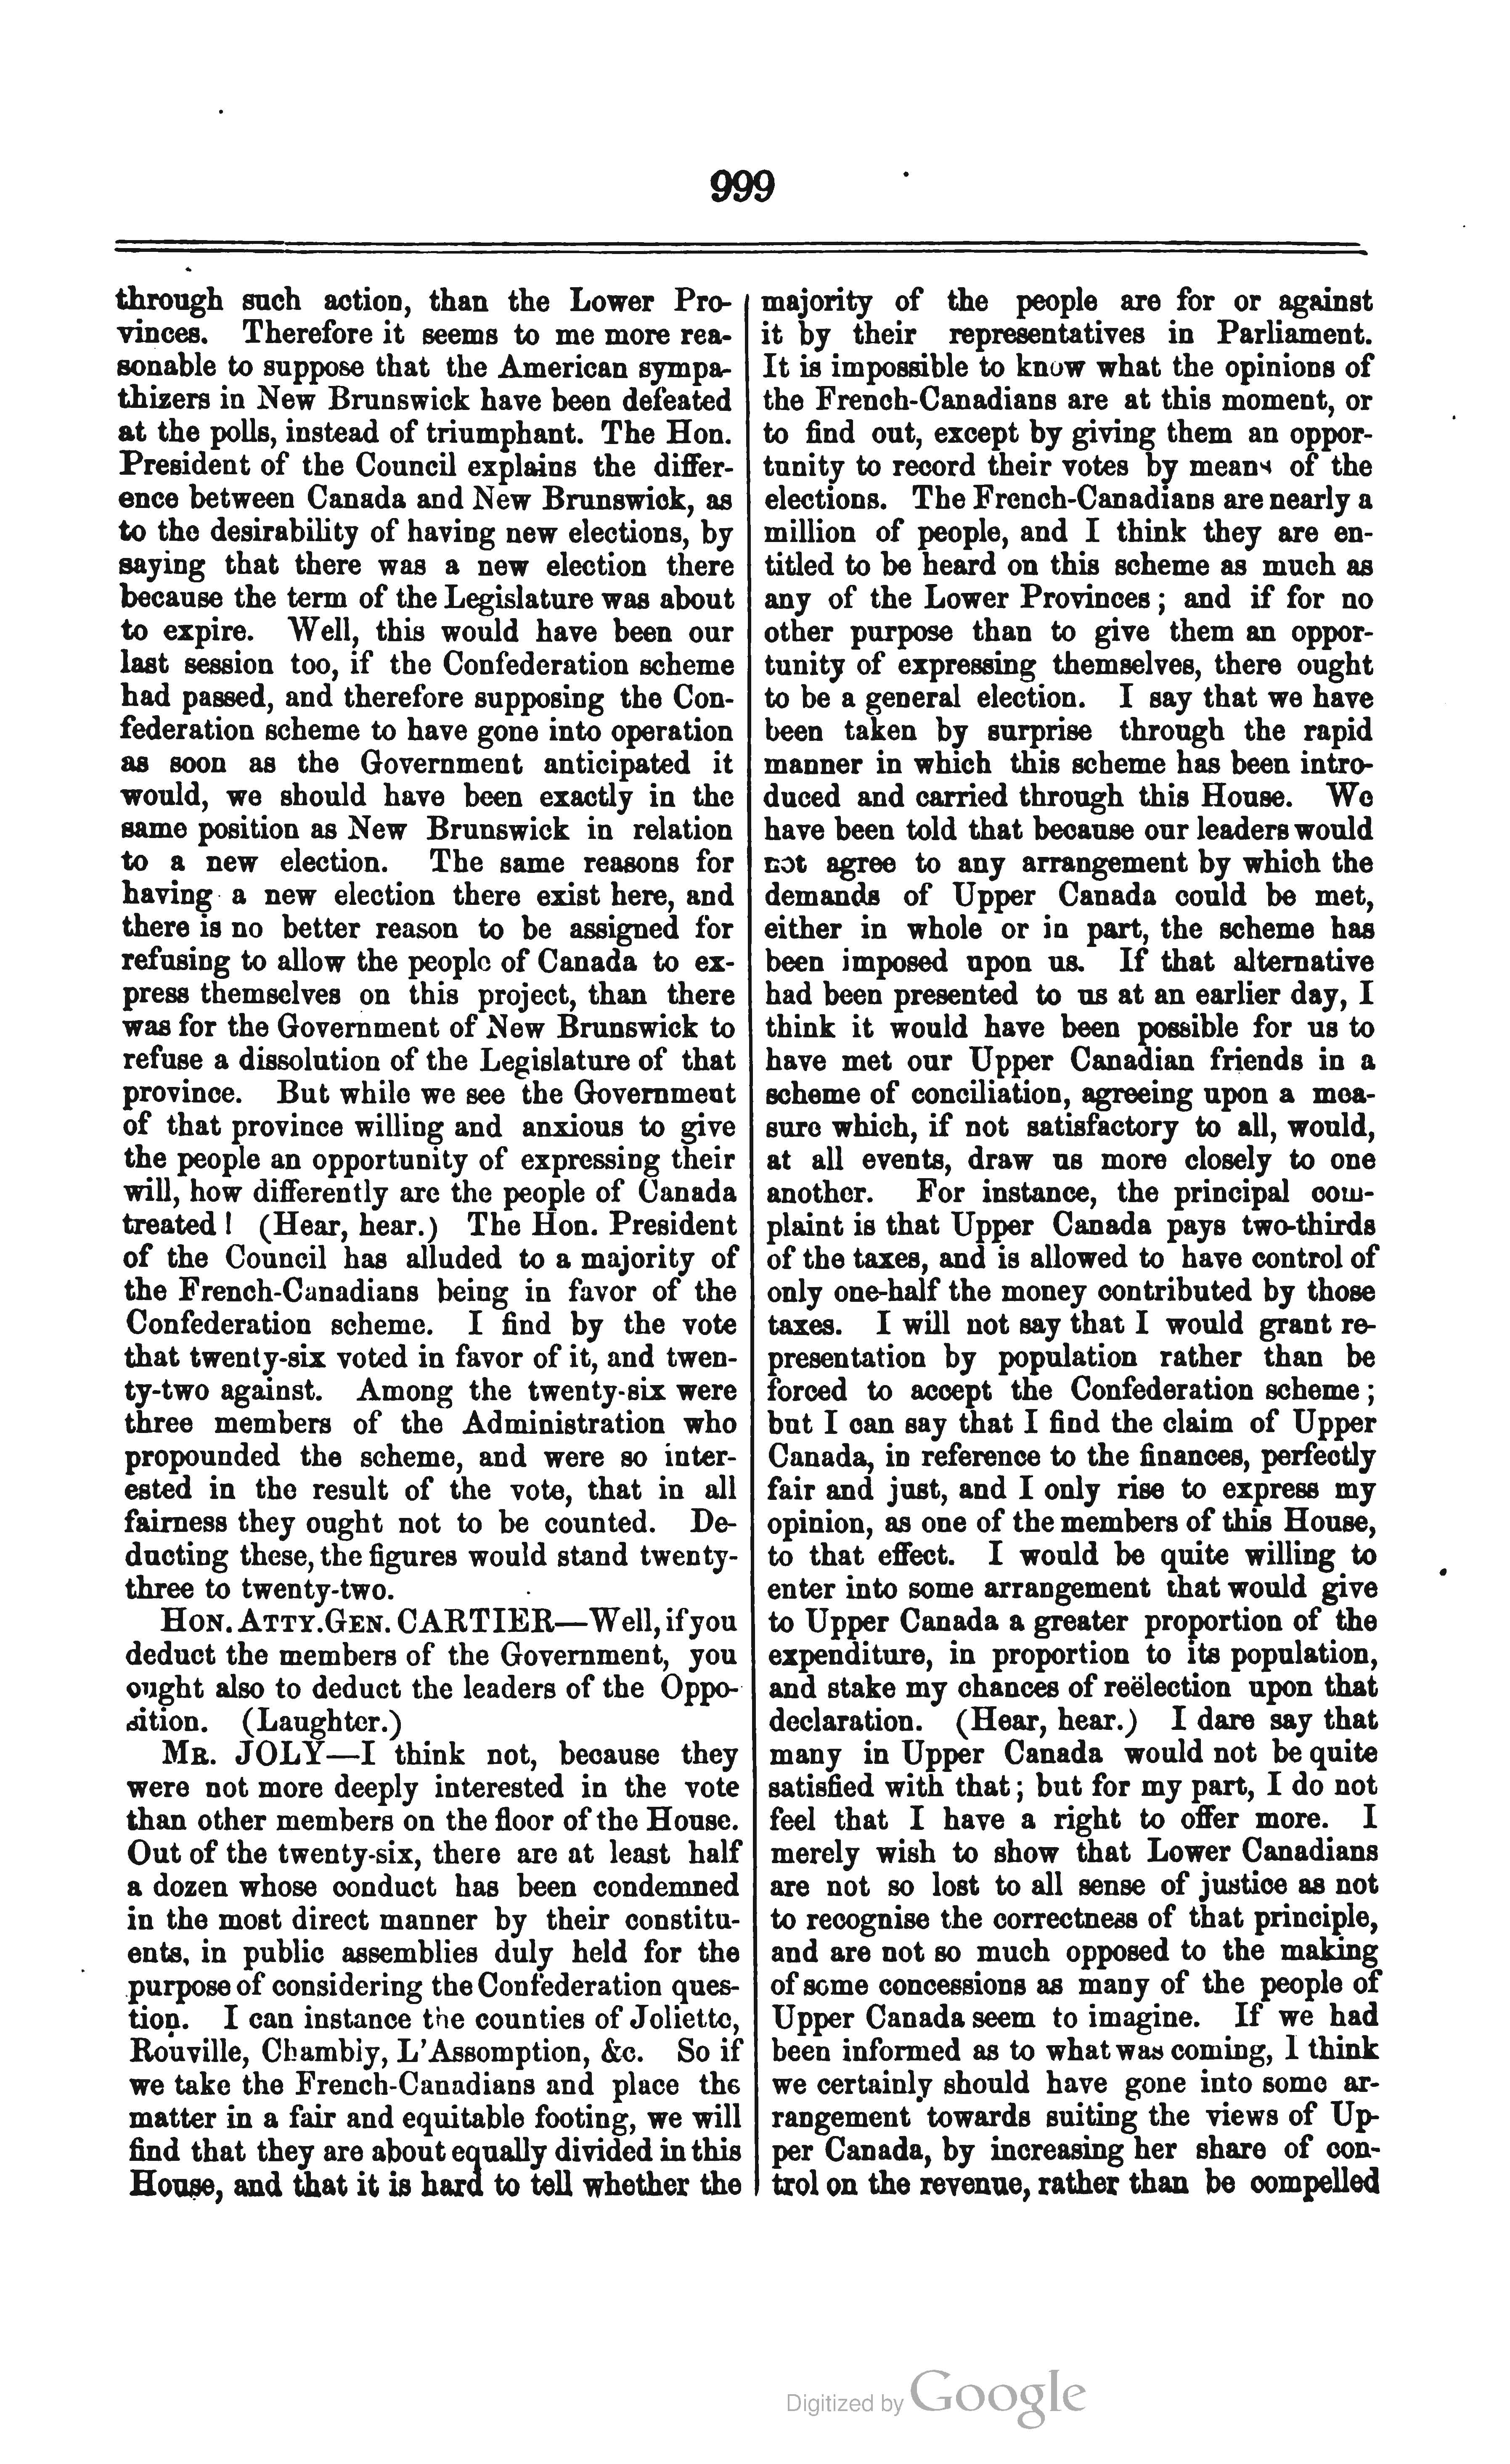 999
through such action, than the Lower Pro-
vinces. Therefore it seems to me more rea-
sonable to suppose that the American sympa-
thizers in New Brunswick have been defeated
at the polls, instead of triumphant. The Hon.
President of the Council explains the differ-
ence between Canada and New Brunswick, as
to the desirability of having new elections, by
saying that there was a new election there
because the term of the Legislature was about
to expire. Well, this would have been our
last session too, if the Confederation scheme
had passed, and therefore supposing the Con-
federation scheme to have gone into operation
as soon as the Government anticipated it
would, we should have been exactly in the
same position as New Brunswick in relation
to a new election. The same reasons for
having a new election there exist here, and
there is no better reason to be assigned for
refusing to allow the people of Canada to ex-
press themselves on this project, than there
was for the Government of New Brunswick to
refuse a dissolution of the Legislature of that
province. But while we see the Government
of that province willing and anxious to give
the people an opportunity of expressing their
will, how differently are the people of Canada
treated! (Hear, hear.) The Hon. President
of the Council has alluded to a majority of
the French-Canadians being in favor of the
Confederation scheme. I find by the vote
that twenty-six voted in favor of it, and twen-
ty-two against. Among the twenty-six were
three members of the Administration who
propounded the scheme, and were so inter-
ested in the result of the vote, that in all
fairness they ought not to be counted. De-
ducting these, the figures would stand twenty-
three to twenty-two.
HON. ATTY. GEN. CARTIER—Well, if you
deduct the members of the Government, you
ought also to deduct the leaders of the Oppo-
sition. (Laughter.)
MR. JOLY—I think not, because they
were not more deeply interested in the vote
than other members on the floor of the House.
Out of the twenty-six, there are at least half
a dozen whose conduct has been condemned
in the most direct manner by their constitu-
ents, in public assemblies duly held for the
purpose of considering the Confederation ques-
tion. I can instance the counties of Joliette,
Rouville, Chambly, L'Assomption, &c. So if
we take the French-Canadians and place the
matter in a fair and equitable footing, we will
find that they are about equally divided in this
House, and that it is hard to tell whether the
majority of the people are for or against
it by their representatives in Parliament.
It is impossible to know what the opinions of
the French-Canadians are at this moment, or
to find out, except by giving them an oppor-
tunity to record their votes by means of the
elections. The French-Canadians are nearly a
million of people, and I think they are en-
titled to be heard on this scheme as much as
any of the Lower Provinces; and if for no
other purpose than to give them an oppor-
tunity of expressing themselves, there ought
to be a general election. I say that we have
been taken by surprise through the rapid
manner in which this scheme has been intro-
duced and carried through this House. We
have been told that because our leaders would
not agree to any arrangement by which the
demands of Upper Canada could be met,
either in whole or in part, the scheme has
been imposed upon us. If that alternative
had been presented to us at an earlier day, I
think it would have been possible for us to
have met our Upper Canadian friends in a
scheme of conciliation, agreeing upon a mea-
sure which, if not satisfactory to all, would,
at all events, draw us more closely to one
another. For instance, the principal com-
plaint is that Upper Canada pays two-thirds
of the taxes, and is allowed to have control of
only one-half the money contributed by those
taxes. I will not say that I would grant re-
presentation by population rather than be
forced to accept the Confederation scheme;
but I can say that I find the claim of Upper
Canada, in reference to the finances, perfectly
fair and just, and I only rise to express my
opinion, as one of the members of this House,
to that effect. I would be quite willing to
enter into some arrangement that would give
to Upper Canada a greater proportion of the
expenditure, in proportion to its population,
and stake my chances of reëlection upon that
declaration. (Hear, hear.) I dare say that
many in Upper Canada would not be quite
satisfied with that; but for my part, I do not
feel that I have a right to offer more. I
merely wish to show that Lower Canadians
are not so lost to all sense of justice as not
to recognise the correctness of that principle,
and are not so much opposed to the making
of some concessions as many of the people of
Upper Canada seem to imagine. If we had
been informed as to what was coming, I think
we certainly should have gone into some ar-
rangement towards suiting the views of Up-
per Canada, by increasing her share of con-
trol on the revenue, rather than be compelled
Digitized by Google